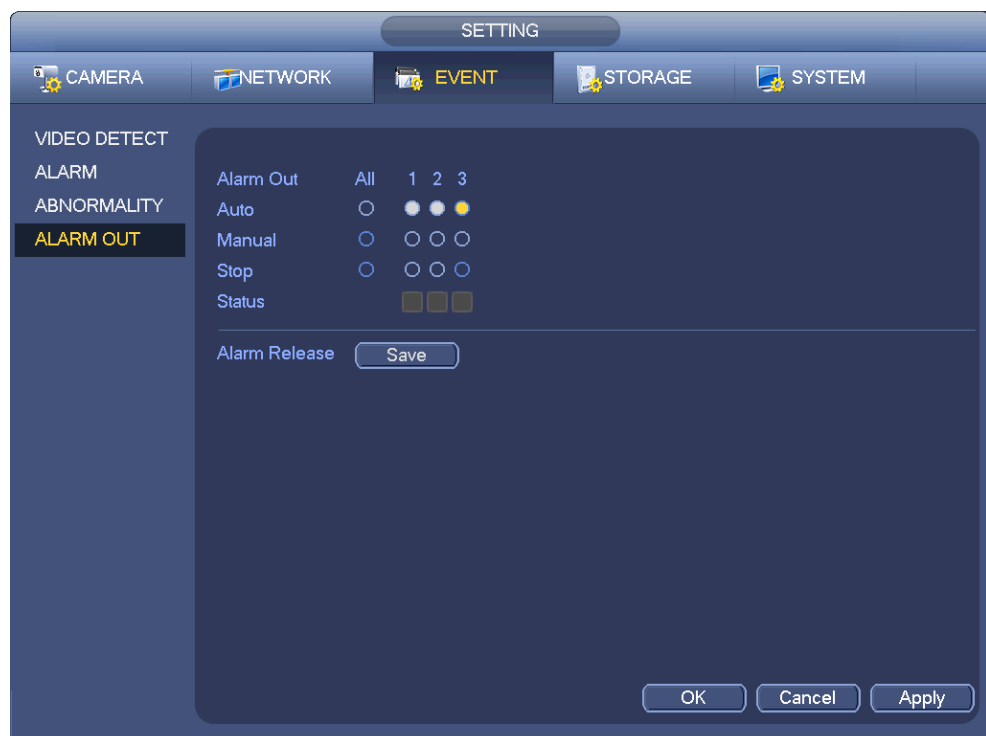 SETTING
CAMERA NETWORK EVENT STORAGE SYSTEM
VIDEO DETECT
ALARM
ABNORMALITY
ALARM OUT
Alarm Out All 1 2 3
Auto
Manual
Stop
Status
Alarm Release Save
OK Cancel Apply